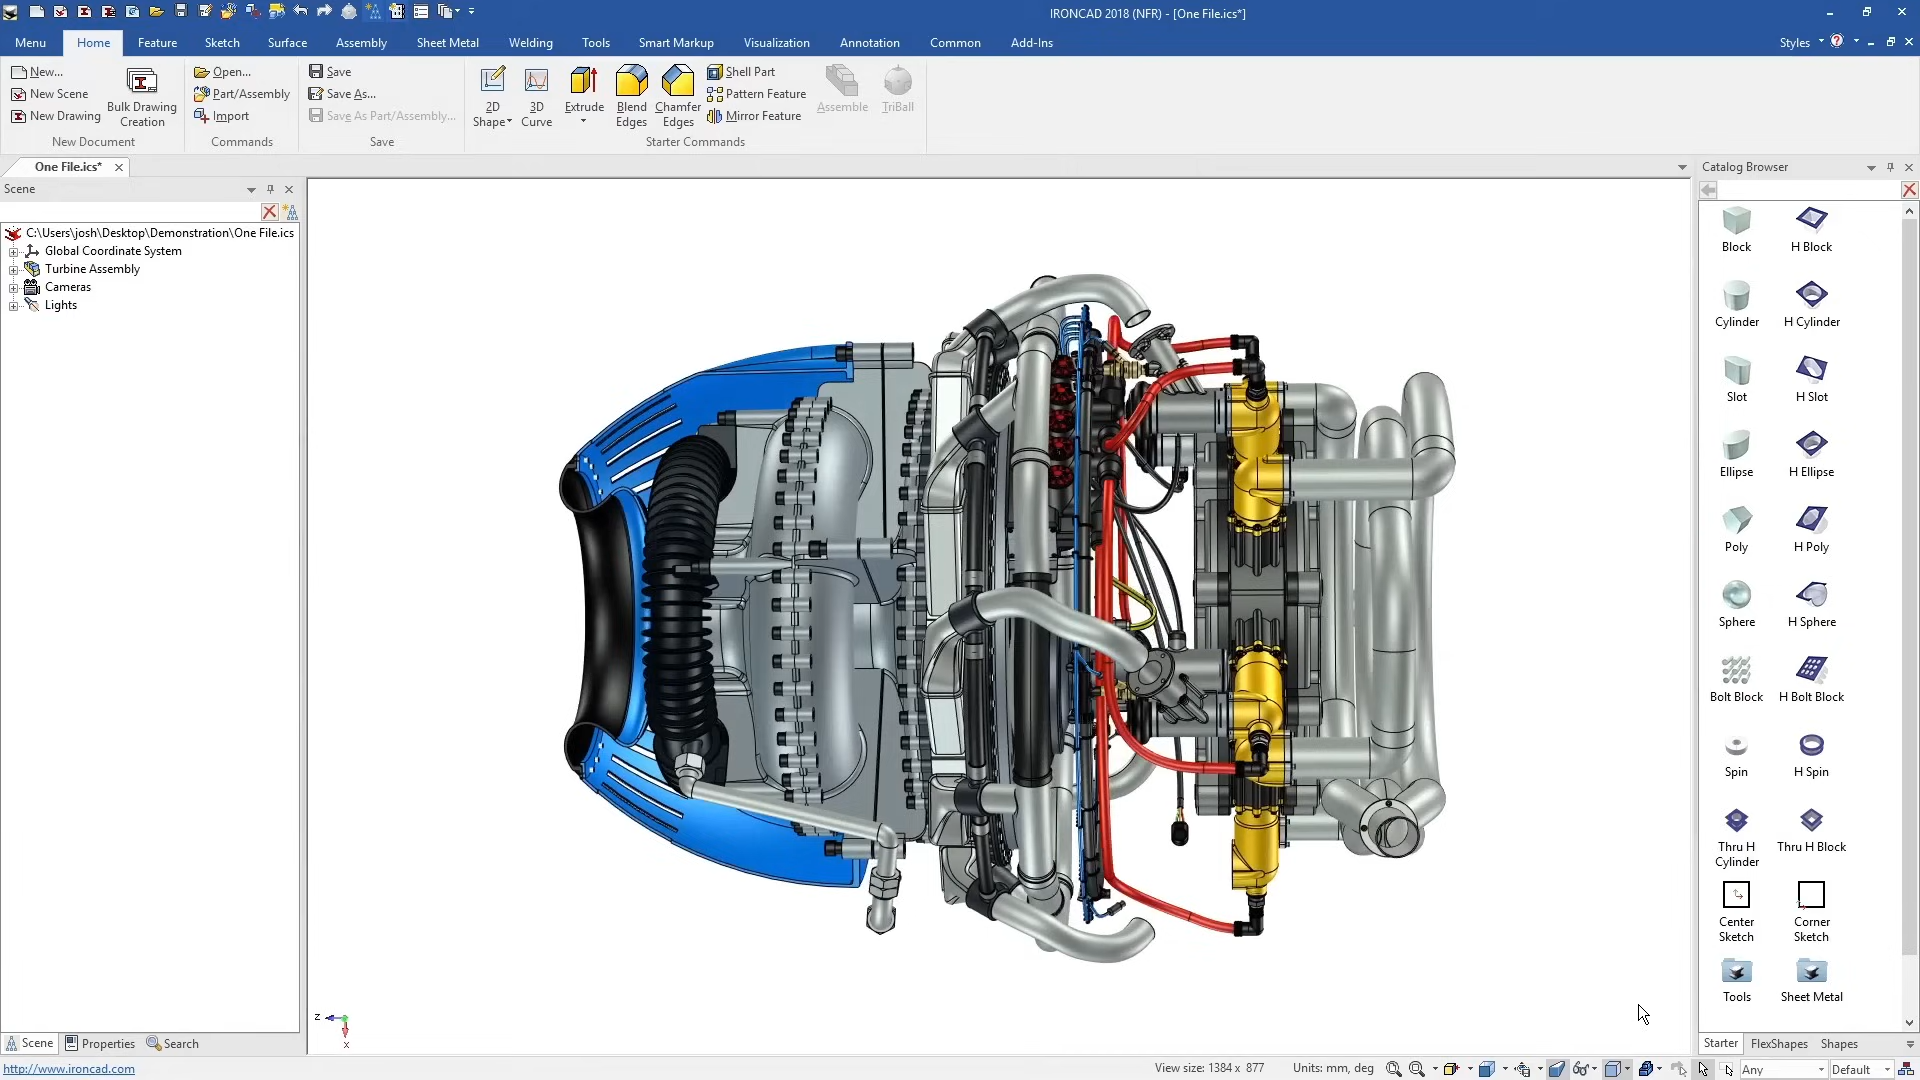 IRONCAD 2018 (NFR) - [One File.ics*]
Menu Home Feature Sketch Surface Assembly Sheet Metal Welding Tools Smart Markup Visualization Annotation Common Add-Ins Styles
New...
New Scene
New Drawing
Bulk Drawing
Creation
New Document
Open...
Part/Assembly
Import
Commands
Save
Save As...
Save As Part/Assembly...
Save
2D
Shape
3D
Curve
Extrude
Blend
Edges
Chamfer
Edges
Shell Part
Pattern Feature
Mirror Feature
Assemble
TriBall
Starter Commands
One File.ics*
Scene
C:\Users\josh\Desktop\Demonstration\One File.ics
Global Coordinate System
Turbine Assembly
Cameras
Lights
Z
X
Catalog Browser
Block H Block
Cylinder H Cylinder
Slot H Slot
Ellipse H Ellipse
Poly H Poly
Sphere H Sphere
Bolt Block H Bolt Block
Spin H Spin
Thru H
Cylinder
Thru H Block
Center
Sketch
Corner
Sketch
Tools Sheet Metal
Scene Properties Search
Starter FlexShapes Shapes
http://www.ironcad.com
View size: 1384 x 877 Units: mm, deg Any Default